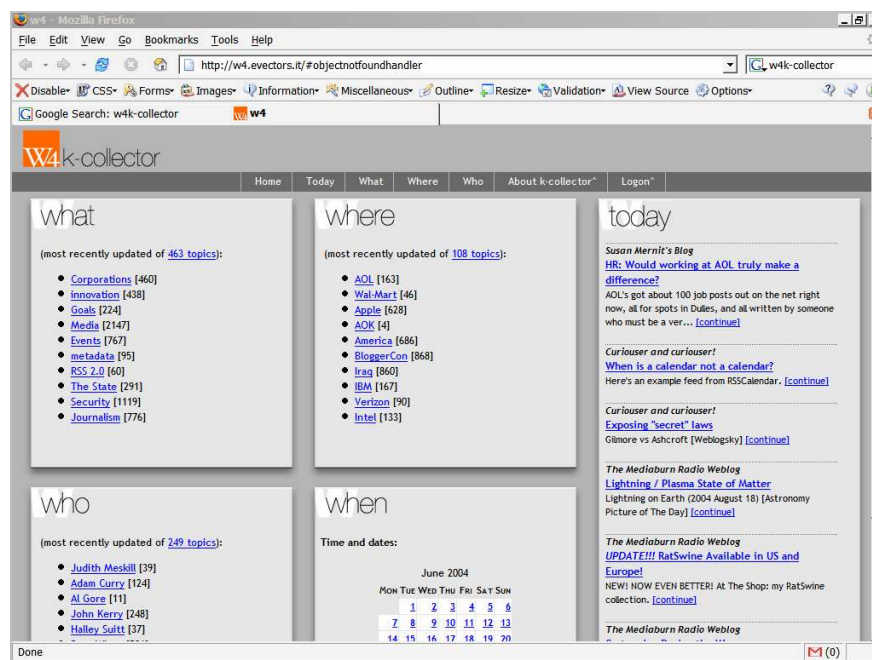 w4 - Mozilla Firefox
File Edit View Go Bookmarks Tools Help
http://w4.evectors.it/#objectnotfoundhandler
w4k-collector
Disable CSS Forms Images Information Miscellaneous Outline Resize Validation View Source Options
Google Search: w4k-collector
w4
W4 k-collector
Home Today What Where Who About k-collector^ Logon^
what
(most recently updated of 463 topics):
Corporations [460]
innovation [438]
Goals [224]
Media [2147]
Events [767]
metadata [95]
RSS 2.0 [60]
The State [291]
Security [1119]
Journalism [776]
where
(most recently updated of 108 topics):
AOL [163]
Wal-Mart [46]
Apple [628]
AOK [4]
America [686]
BloggerCon [868]
Iraq [860]
IBM [167]
Verizon [90]
Intel [133]
today
Susan Mernit's Blog
HR: Would working at AOL truly make a
difference?
AOL's got about 100 job posts out on the net right
now, all for spots in Dulles, and all written by someone
who must be a ver... [continue]
Curiouser and curiouser!
When is a calendar not a calendar?
Here's an example feed from RSSCalendar. [continue]
Curiouser and curiouser!
Exposing "secret" laws
Gilmore vs Ashcroft [Weblogsky] [continue]
The Mediaburn Radio Weblog
Lightning / Plasma State of Matter
Lightning on Earth (2004 August 18) [Astronomy
Picture of The Day] [continue]
The Mediaburn Radio Weblog
UPDATE!!! RatSwine Available in US and
Europe!
NEW! NOW EVEN BETTER! At The Shop: my RatSwine
collection. [continue]
The Mediaburn Radio Weblog
who
(most recently updated of 249 topics):
Judith Meskill [39]
Adam Curry [124]
Al Gore [11]
John Kerry [248]
Halley Suitt [37]
when
Time and dates:
June 2004
MON TUE WED THU FRI SAT SUN
1 2 3 4 5 6
7 8 9 10 11 12 13
14 15 16 17 18 19 20
Done
(0)